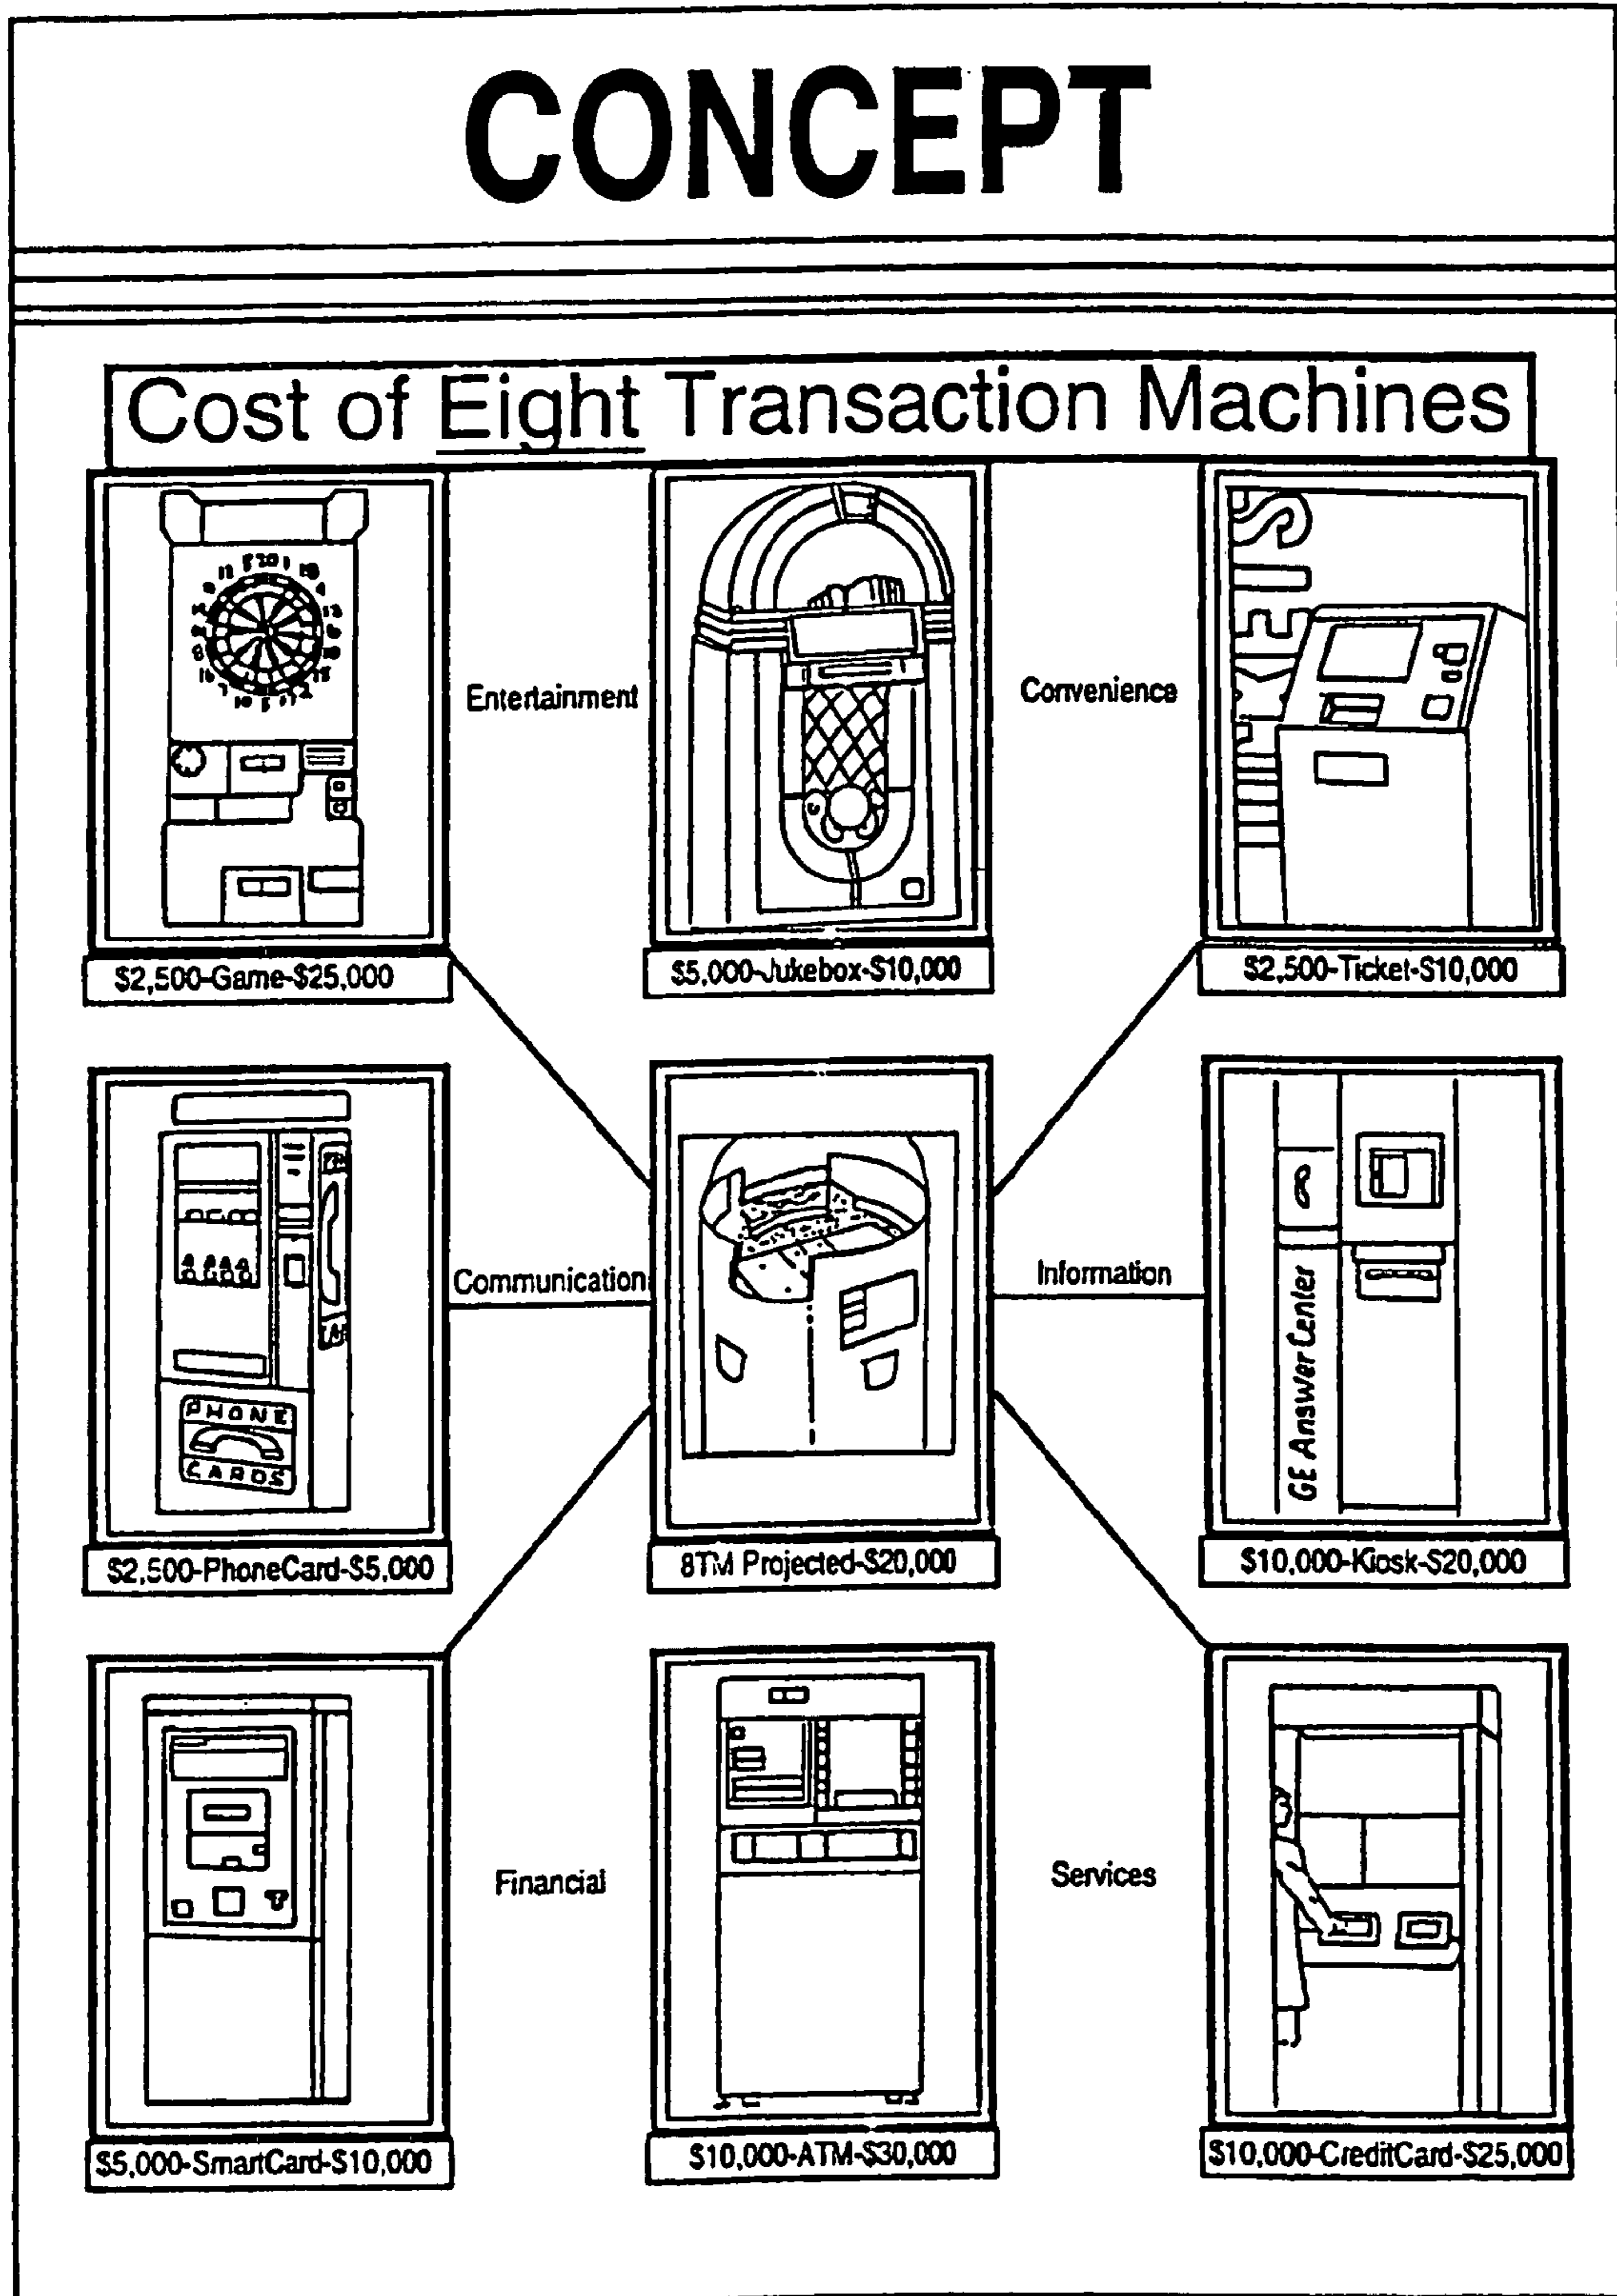 CONCEPT
Cost of Eight Transaction Machines
TICKETS
Entertainment
Convenience
$2,500-Game-$25,000
$5,000-Jukebox-$10,000
$2,500-Ticket-$10,000
PHONE
CARDS
Communication
Information
GE Answer Center
$2,500-PhoneCard-$5,000
8TM Projected-$20,000
$10,000-Kiosk-$20,000
Financial
Services
$5,000-SmartCard-$10,000
$10,000-ATM-$30,000
$10,000-CreditCard-$25,000